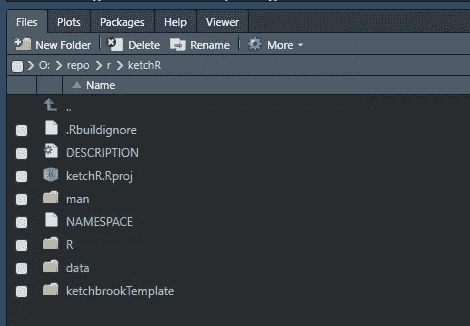 Files Plots Packages Help Viewer
New Folder Delete Rename More
O: repo r ketchR
Name
..
.Rbuildignore
DESCRIPTION
ketchR.Rproj
man
NAMESPACE
R
data
ketchbrookTemplate